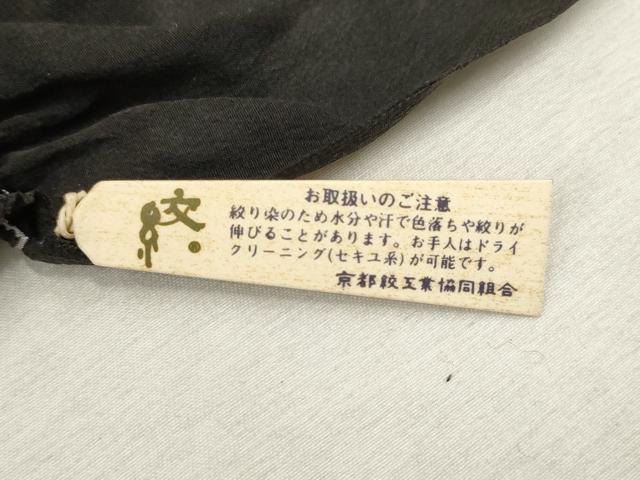 絞
お取扱いのご注意
絞り染のため水分や汗で色落ちや絞りが
伸びることがあります。お手人はドライ
クリーニング(セキユ系)が可能です。
京都絞工業協同組合